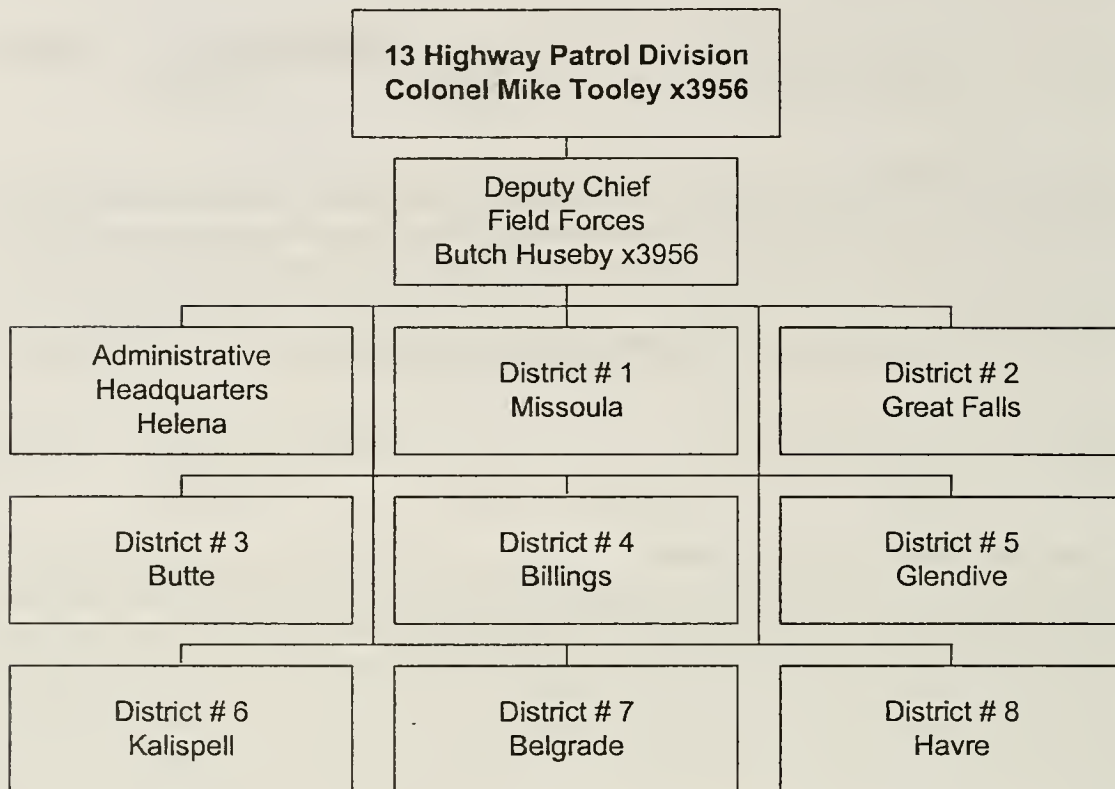 13 Highway Patrol Division
Colonel Mike Tooley x3956
Deputy Chief
Field Forces
Butch Huseby x3956
Administrative
Headquarters
Helena
District # 1
Missoula
District # 2
Great Falls
District # 3
Butte
District # 4
Billings
District # 5
Glendive
District # 6
Kalispell
District # 7
Belgrade
District # 8
Havre